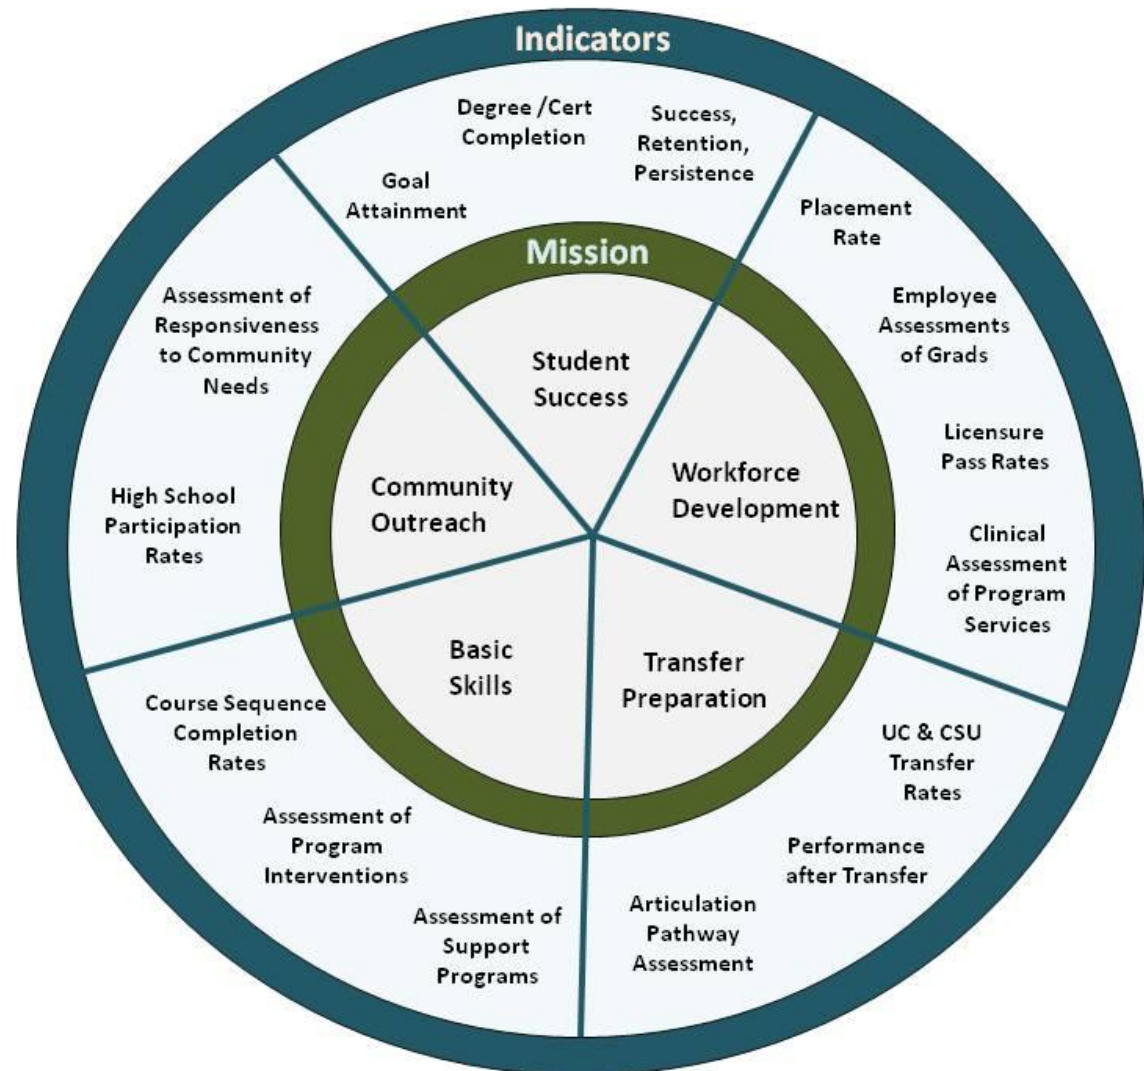 Indicators
Degree /Cert
Completion
Success,
Retention,
Persistence
Goal
Attainment
Placement
Rate
Employee
Assessments
of Grads
Licensure
Pass Rates
Clinical
Assessment
of Program
Services
Assessment of
Responsiveness
to Community
Needs
High School
Participation
Rates
Mission
Student
Success
Workforce
Development
Community
Outreach
Basic
Skills
Transfer
Preparation
Course Sequence
Completion
Rates
Assessment of
Program
Interventions
Assessment of
Support
Programs
UC & CSU
Transfer
Rates
Performance
after Transfer
Articulation
Pathway
Assessment